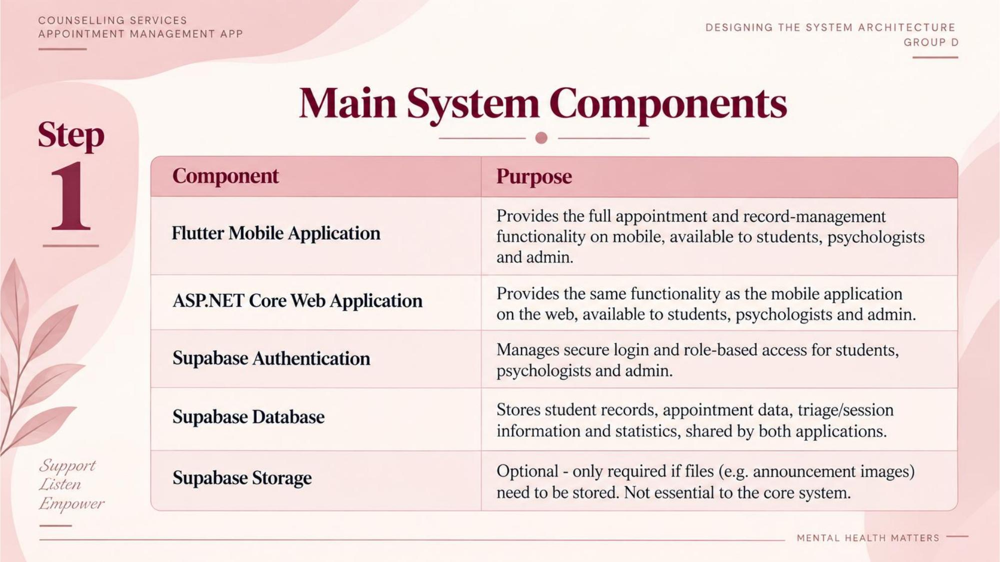 COUNSELLING SERVICES
APPOINTMENT MANAGEMENT APP
DESIGNING THE SYSTEM ARCHITECTURE
GROUP D
Main System Components
Step
1
Component
Purpose
Flutter Mobile Application
Provides the full appointment and record-management
functionality on mobile, available to students, psychologists
and admin.
ASP.NET Core Web Application
Provides the same functionality as the mobile application
on the web, available to students, psychologists and admin.
Supabase Authentication
Manages secure login and role-based access for students,
psychologists and admin.
Supabase Database
Stores student records, appointment data, triage/session
information and statistics, shared by both applications.
Supabase Storage
Optional - only required if files (e.g. announcement images)
need to be stored. Not essential to the core system.
Support
Listen
Empower
MENTAL HEALTH MATTERS